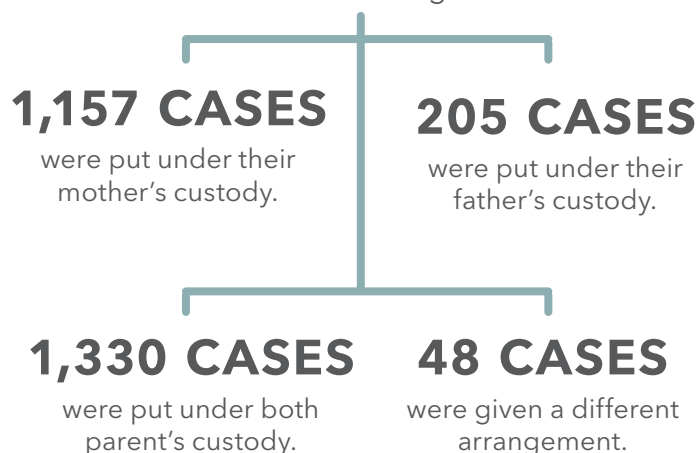 1,157 CASES
were put under their
mother's custody.
205 CASES
were put under their
father's custody.
1,330 CASES
were put under both
parent's custody.
48 CASES
were given a different
arrangement.